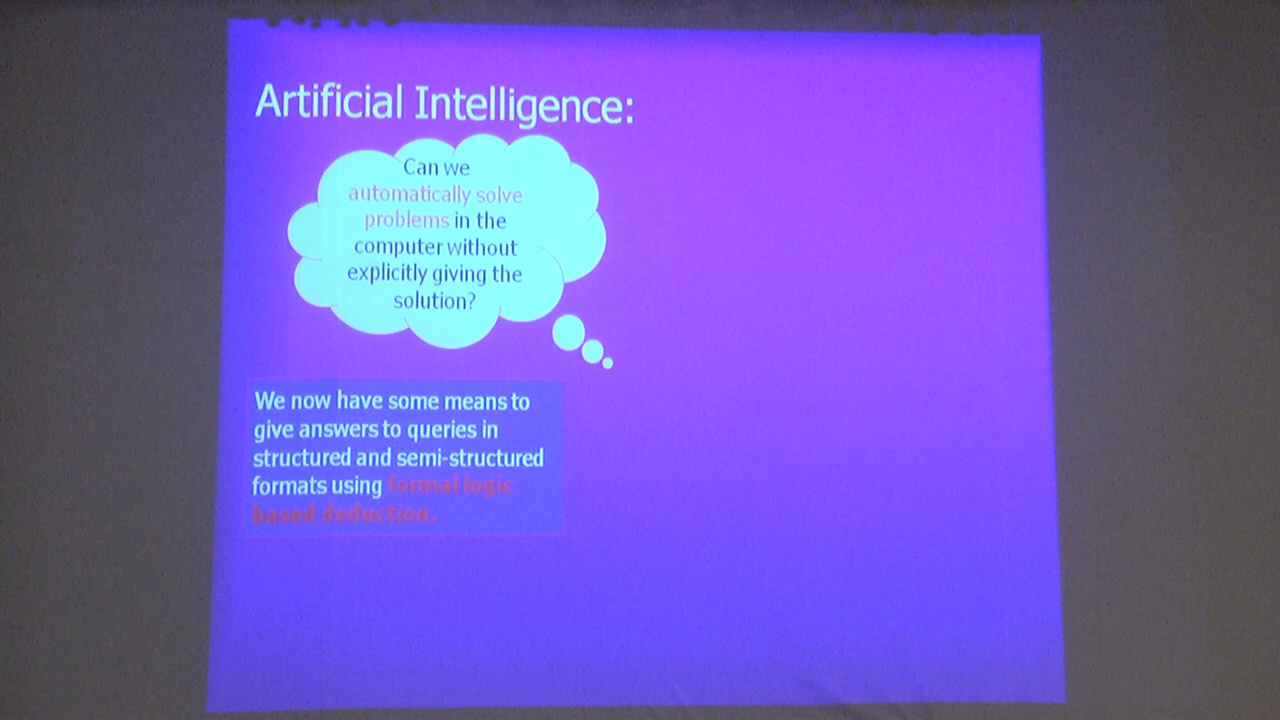 Artificial Intelligence:
Can we
automatically solve
problems in the
computer without
explicitly giving the
solution?
We now have some means to
give answers to queries in
structured and semi-structured
formats using formal logic
based deduction.